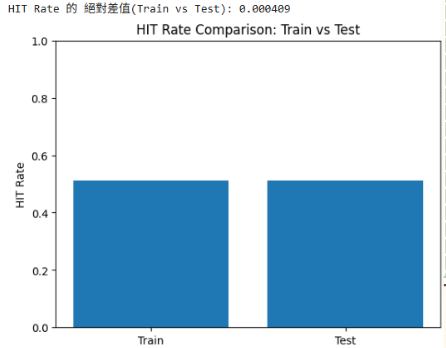 HIT Rate 的 絕對差值(Train vs Test): 0.000409
HIT Rate Comparison: Train vs Test
1.0
0.8
0.6
0.4
0.2
0.0
HIT Rate
Train
Test